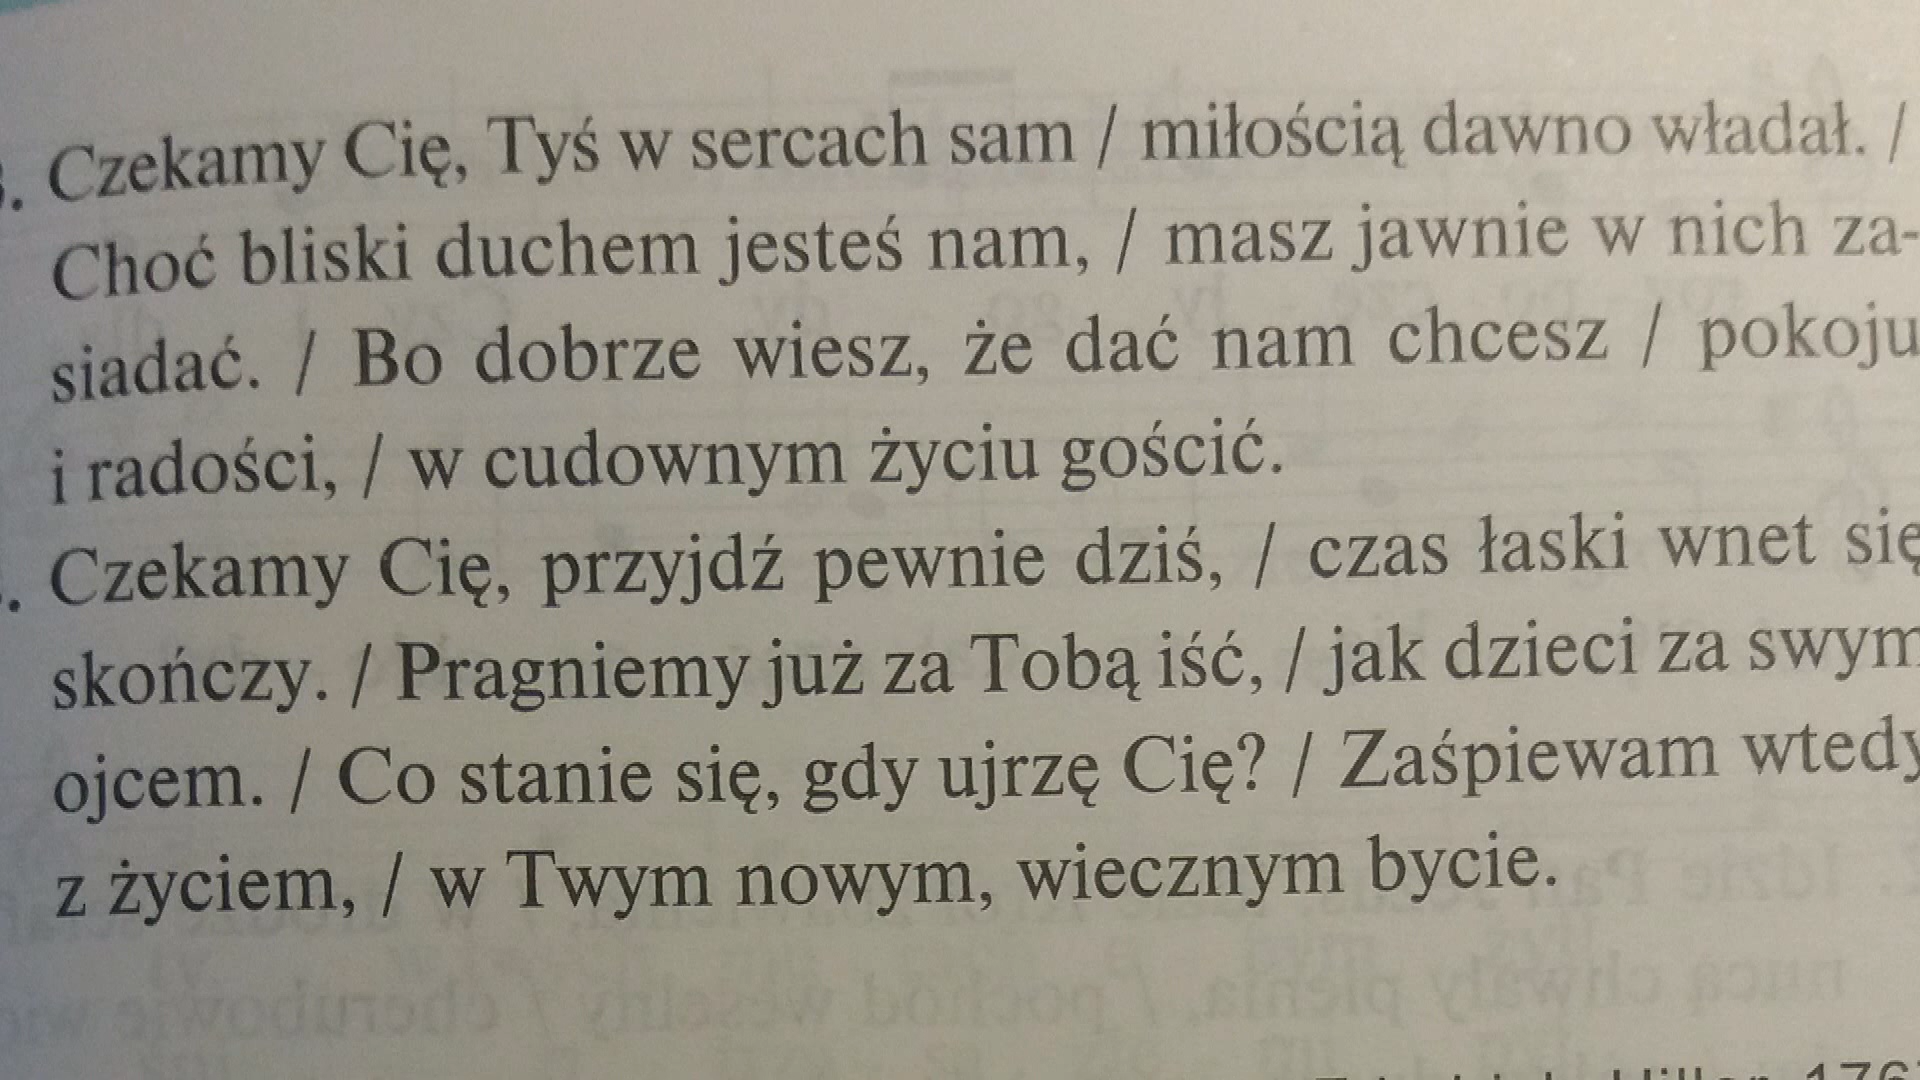 . Czekamy Cię, Tyś w sercach sam / miłością dawno władał. /
Choć bliski duchem jesteś nam, / masz jawnie w nich za-
siadać. / Bo dobrze wiesz, że dać nam chcesz / pokoju
i radości, / w cudownym życiu gościć.
. Czekamy Cię, przyjdź pewnie dziś, / czas łaski wnet się
skończy. / Pragniemy już za Tobą iść, / jak dzieci za swym
ojcem. / Co stanie się, gdy ujrzę Cię? / Zaśpiewam wtedy
z życiem, / w Twym nowym, wiecznym bycie.